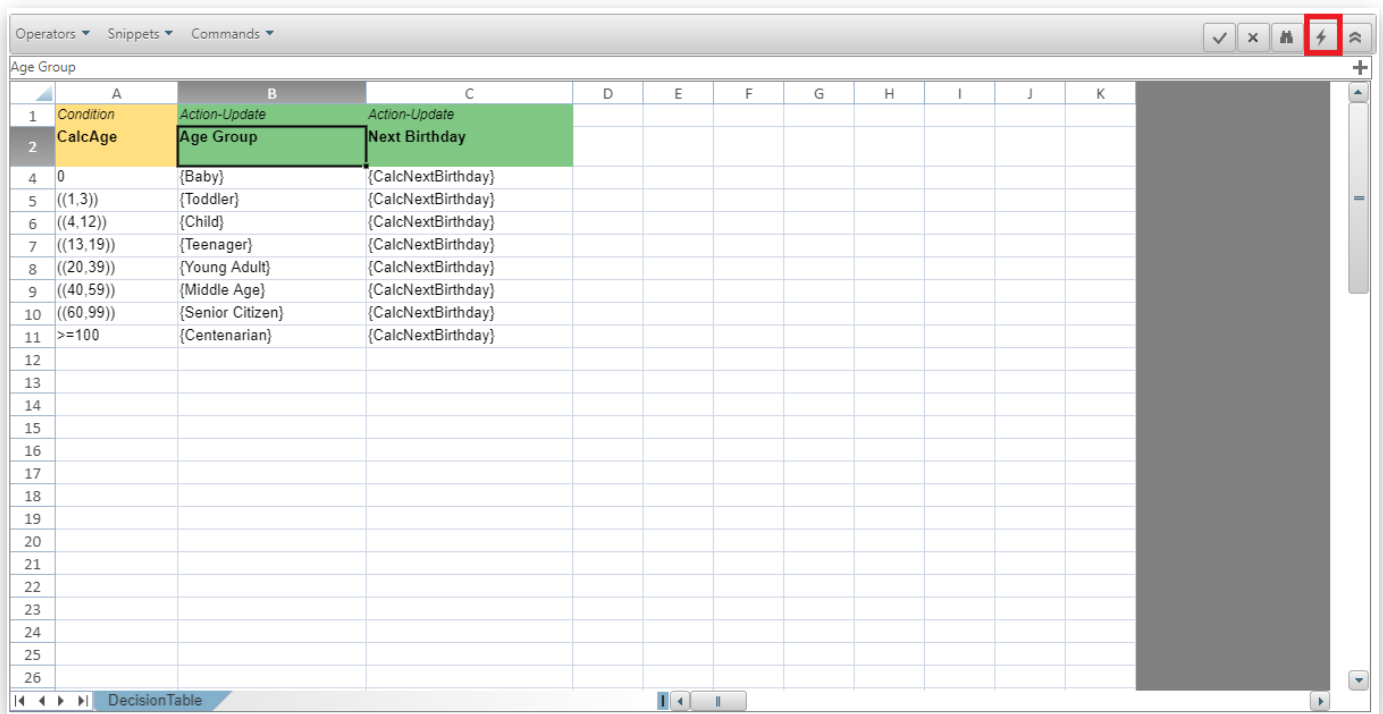 Operators Snippets Commands
Age Group
A B C D E F G H I J K
1 Condition Action-Update Action-Update
2 CalcAge Age Group Next Birthday
4 0 {Baby} {CalcNextBirthday}
5 ((1,3)) {Toddler} {CalcNextBirthday}
6 ((4,12)) {Child} {CalcNextBirthday}
7 ((13,19)) {Teenager} {CalcNextBirthday}
8 ((20,39)) {Young Adult} {CalcNextBirthday}
9 ((40,59)) {Middle Age} {CalcNextBirthday}
10 ((60,99)) {Senior Citizen} {CalcNextBirthday}
11 >=100 {Centenarian} {CalcNextBirthday}
12
13
14
15
16
17
18
19
20
21
22
23
24
25
26
DecisionTable